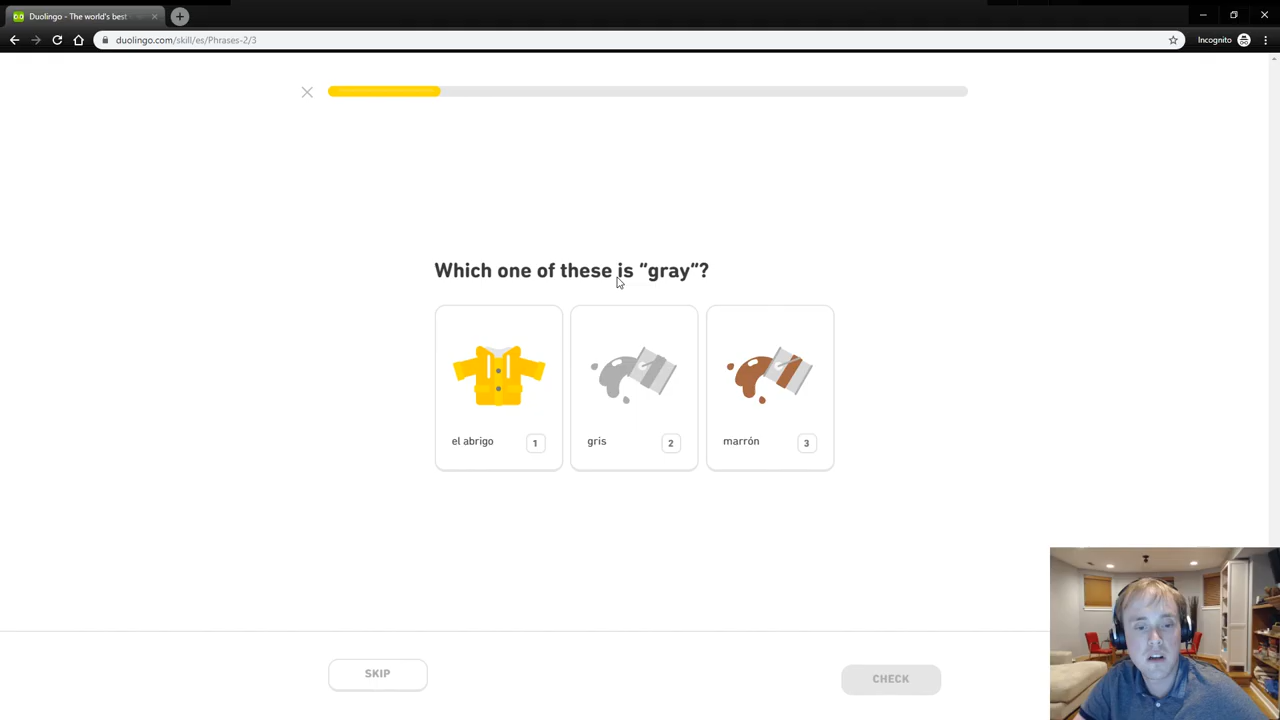 Duolingo - The world's best
duolingo.com/skill/es/Phrases-2/3
Incognito
Which one of these is "gray"?
el abrigo 1
gris 2
marrón 3
SKIP
CHECK